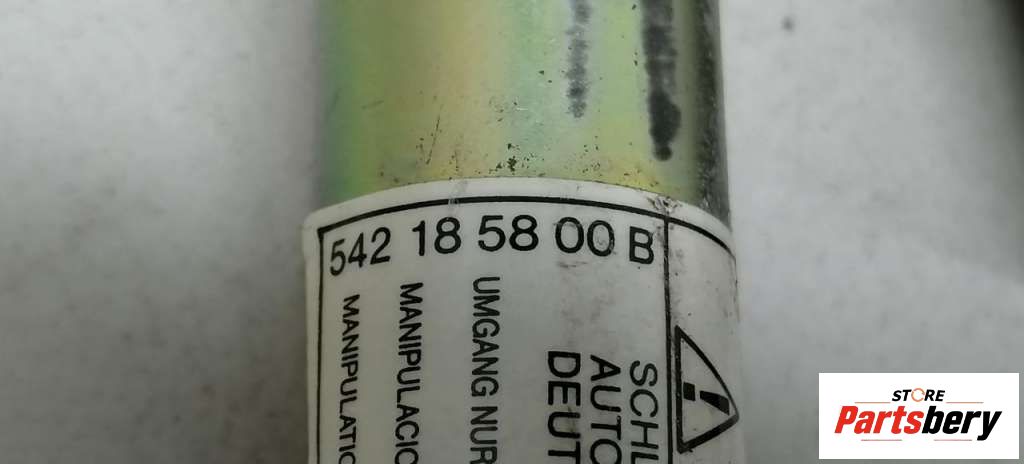 542 18 58 00 B
SCHL
AUTO
DEUT
UMGANG NUR
MANIPULACIO
MANIPULATIO
STORE
Partsbery